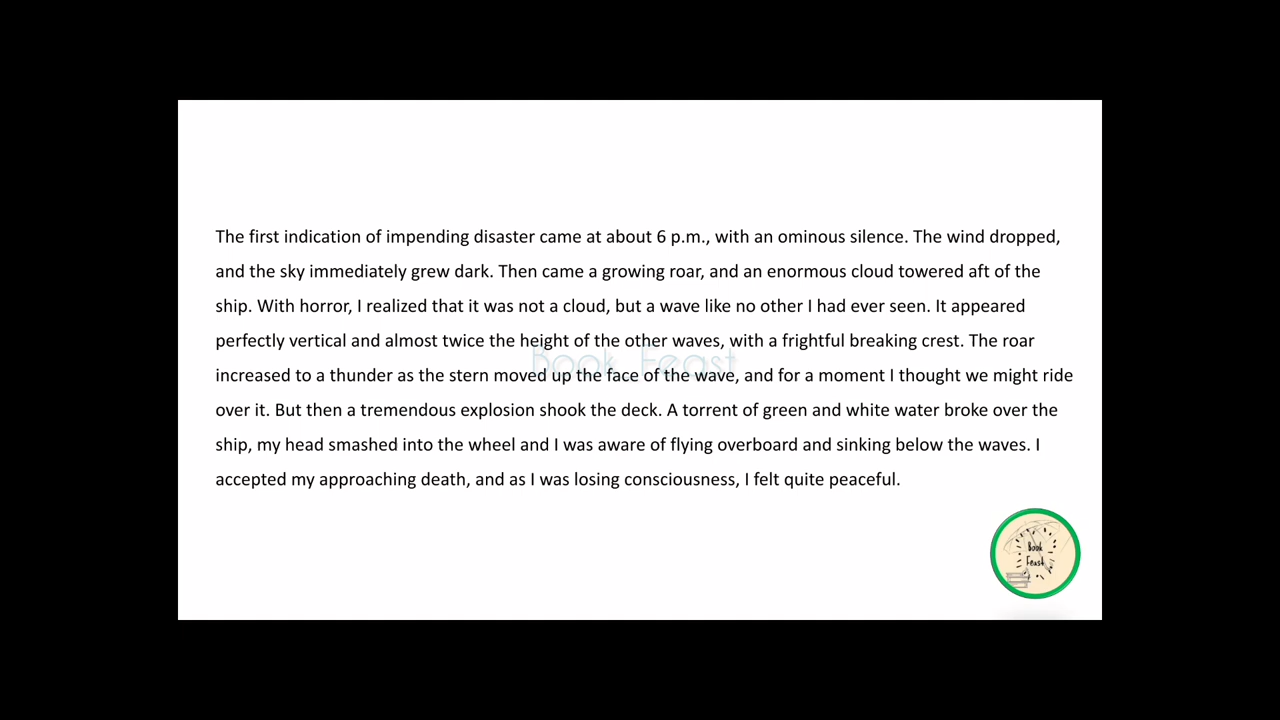 The first indication of impending disaster came at about 6 p.m., with an ominous silence. The wind dropped,
and the sky immediately grew dark. Then came a growing roar, and an enormous cloud towered aft of the
ship. With horror, I realized that it was not a cloud, but a wave like no other I had ever seen. It appeared
perfectly vertical and almost twice the height of the other waves, with a frightful breaking crest. The roar
Book Feast
increased to a thunder as the stern moved up the face of the wave, and for a moment I thought we might ride
over it. But then a tremendous explosion shook the deck. A torrent of green and white water broke over the
ship, my head smashed into the wheel and I was aware of flying overboard and sinking below the waves. I
accepted my approaching death, and as I was losing consciousness, I felt quite peaceful.
Book
Feast